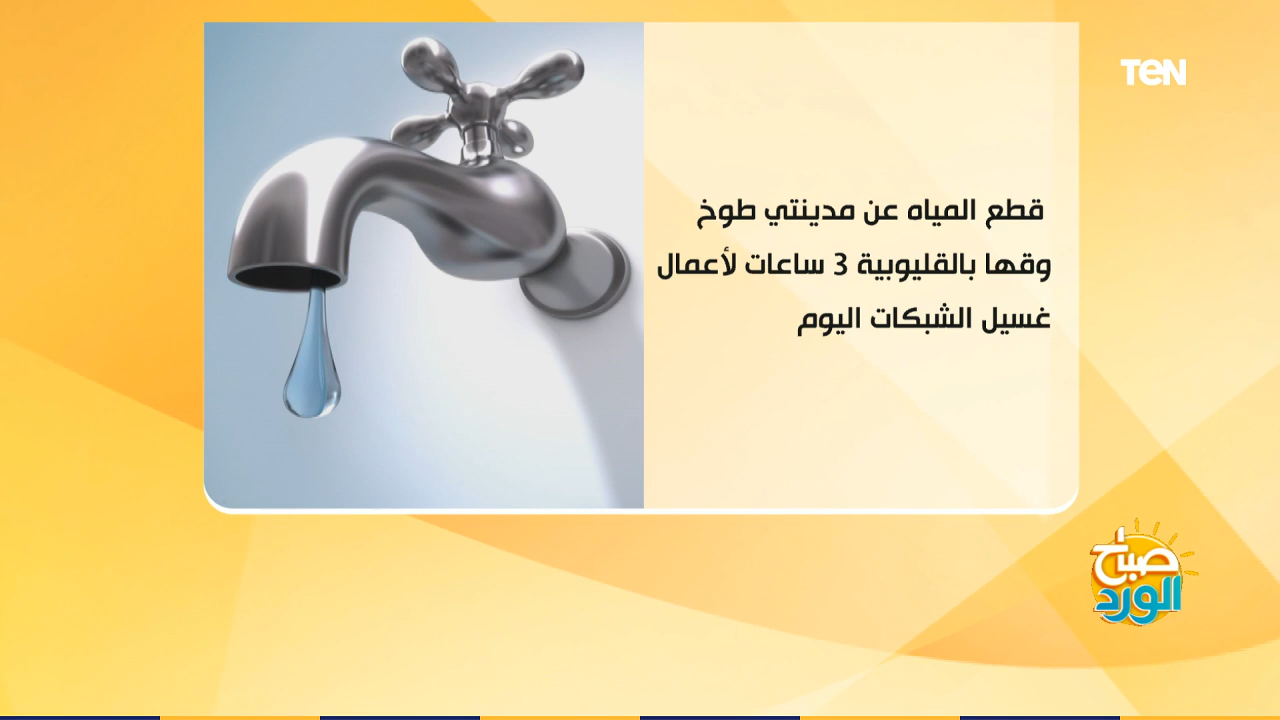 TEN
قطع المياه عن مدينتي طوخ
وقها بالقليوبية 3 ساعات لأعمال
غسيل الشبكات اليوم
صباح
الورد